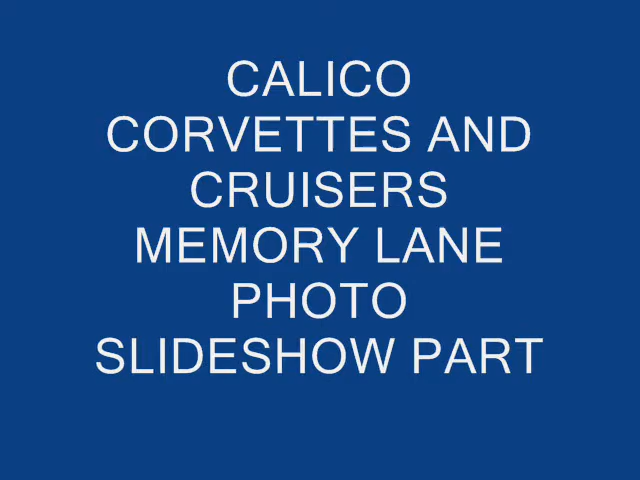 CALICO
CORVETTES AND
CRUISERS
MEMORY LANE
PHOTO
SLIDESHOW PART